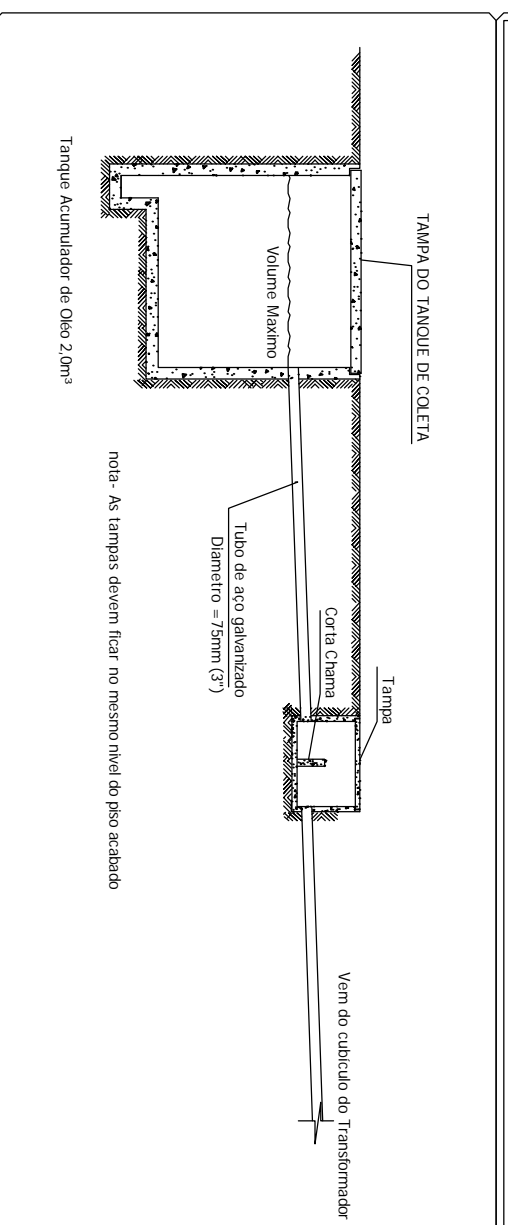 TAMPA DO TANQUE DE COLETA
Tampa
Vem do cubículo do Transformador
Corta Chama
Volume Maximo
Tubo de aço galvanizado
Diametro =75mm (3")
nota- As tampas devem ficar no mesmo nivel do piso acabado
Tanque Acumulador de Oléo 2,0m³